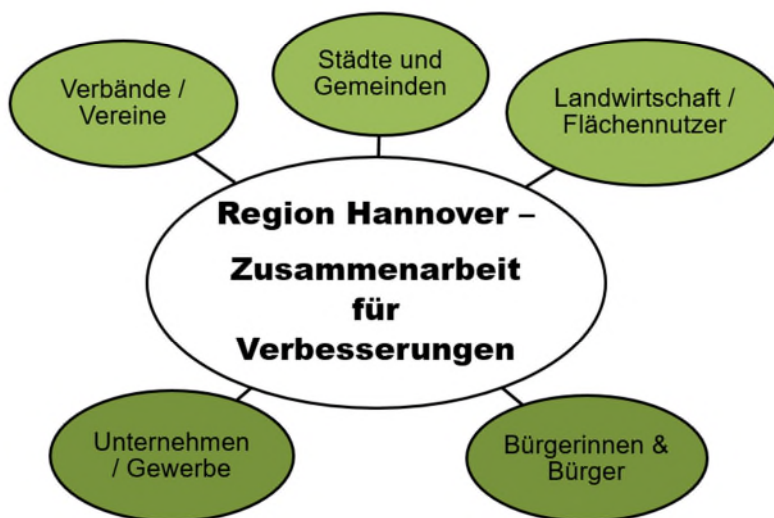 Verbände /
Vereine
Städte und
Gemeinden
Landwirtschaft /
Flächennutzer
Region Hannover –
Zusammenarbeit
für
Verbesserungen
Unternehmen
/ Gewerbe
Bürgerinnen &
Bürger